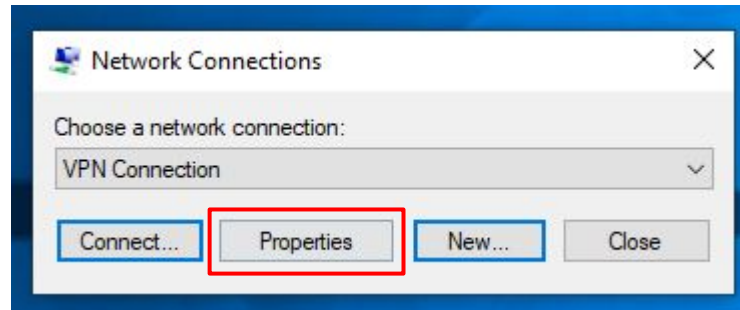 Network Connections
Choose a network connection:
VPN Connection
Connect... Properties New... Close